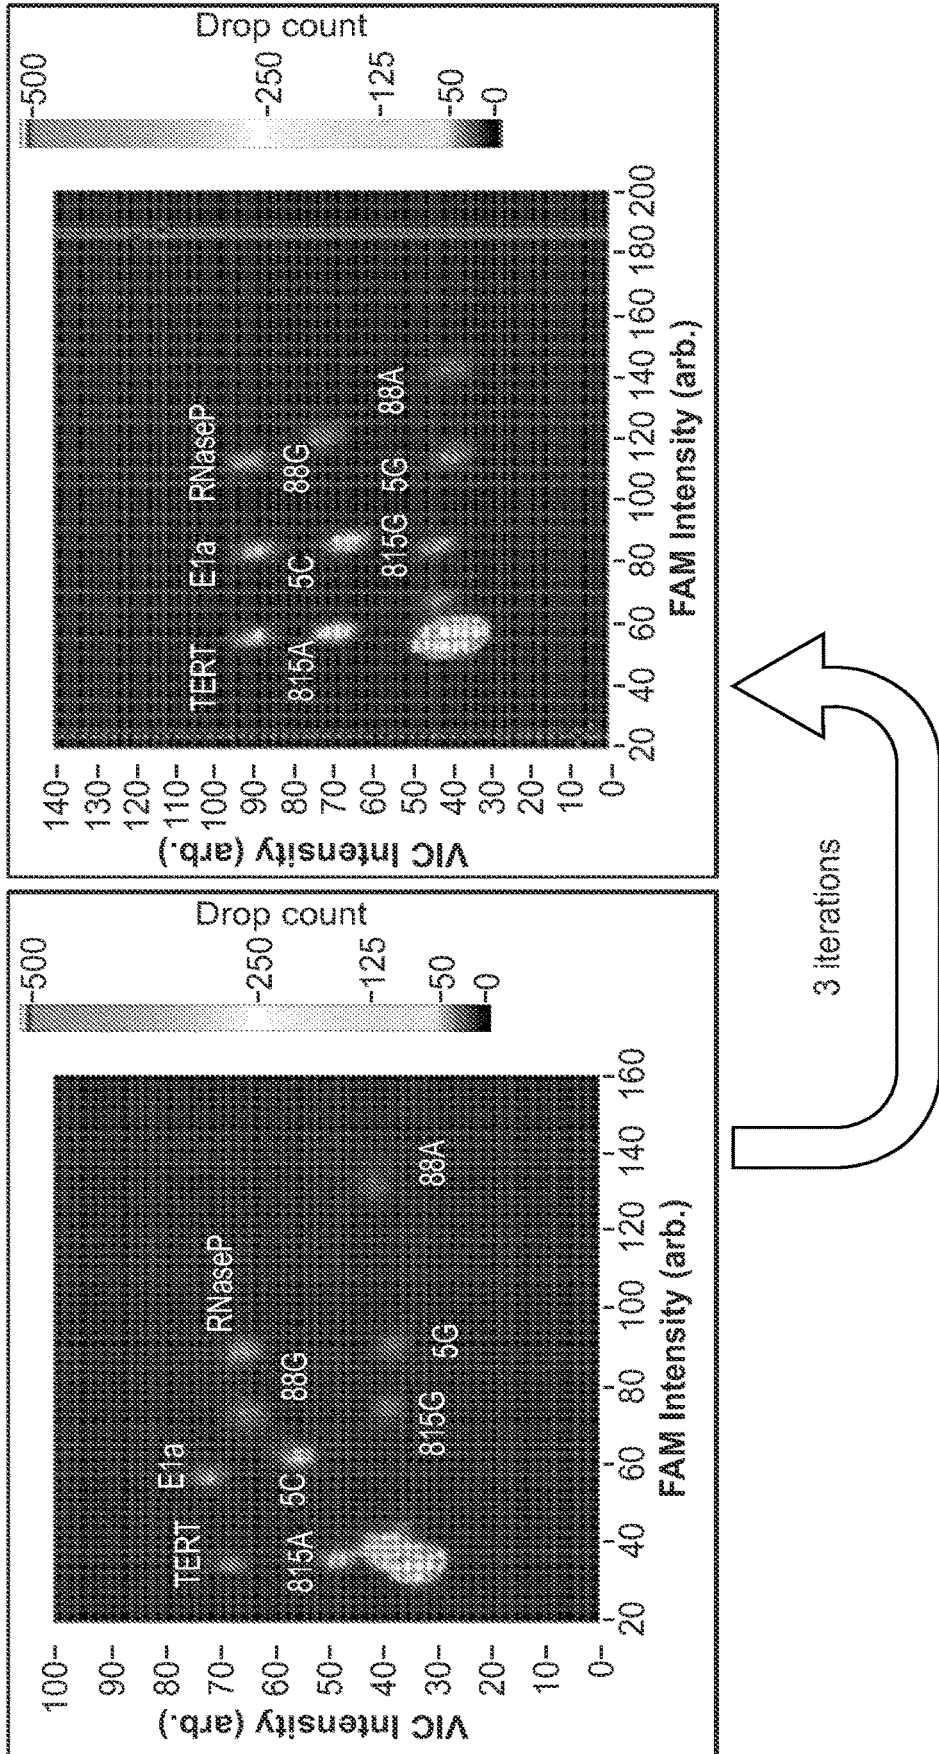 100-
90-
80-
70-
60-
50-
40-
30-
20-
10-
0-
VIC Intensity (arb.)
TERT
E1a
RNaseP
815A
5C
88G
815G
5G
88A
20
40
60
80
100
120
140
160
FAM Intensity (arb.)
Drop count
-500
-250
-125
-50
-0
140-
130-
120-
110-
100-
90-
80-
70-
60-
50-
40-
30-
20-
10-
0-
VIC Intensity (arb.)
TERT
E1a
RNaseP
815A
5C
88G
815G
5G
88A
20
40
60
80
100
120
140
160
180
200
FAM Intensity (arb.)
Drop count
-500
-250
-125
-50
-0
3 iterations